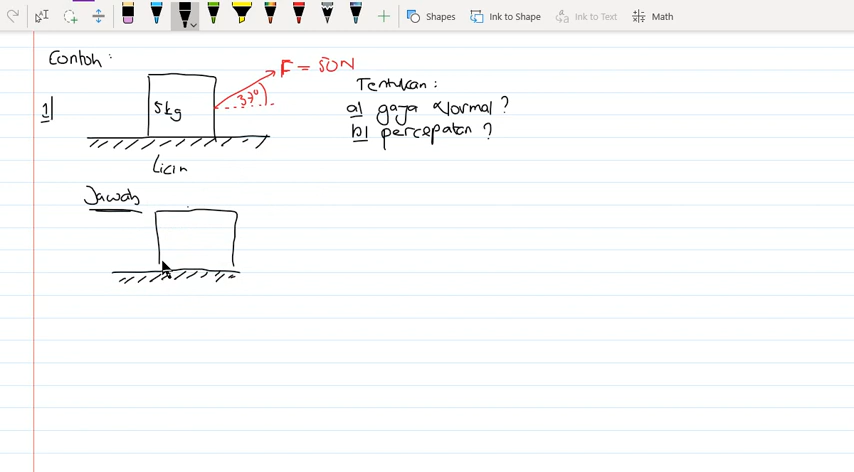 Shapes
Ink to Shape
Ink to Text
Math
Contoh :
F = 50N
37°
1
5kg
Licin
Tentukan :
a) gaya Normal ?
b) percepatan ?
Jawab